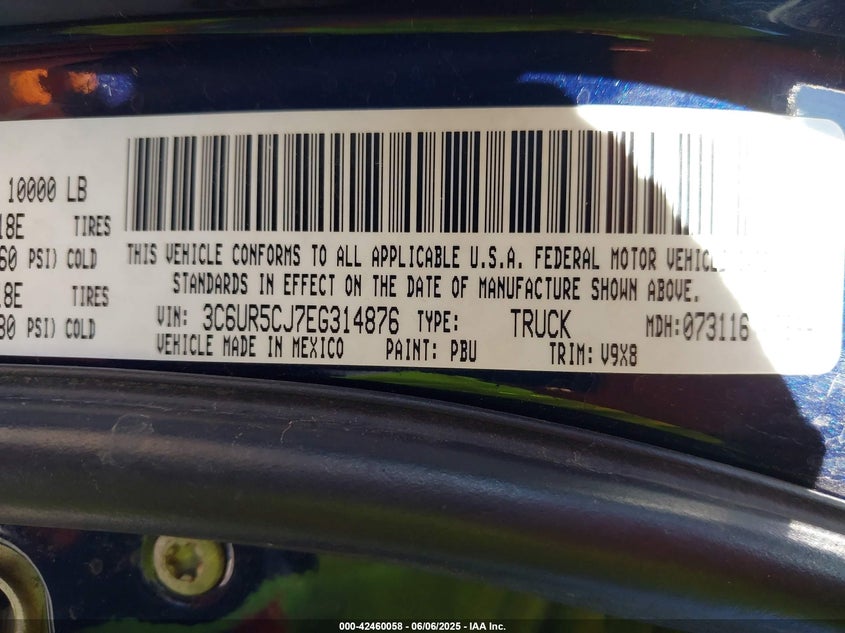 10000 LB
18E TIRES
60 PSI) COLD
18E TIRES
80 PSI) COLD
THIS VEHICLE CONFORMS TO ALL APPLICABLE U.S.A. FEDERAL MOTOR VEHICLE
STANDARDS IN EFFECT ON THE DATE OF MANUFACTURE SHOWN ABOVE.
VIN: 3C6UR5CJ7EG314876 TYPE: TRUCK MDH:073116
VEHICLE MADE IN MEXICO PAINT: PBU TRIM: V9X8
000-42460058 - 06/06/2025 - IAA Inc.